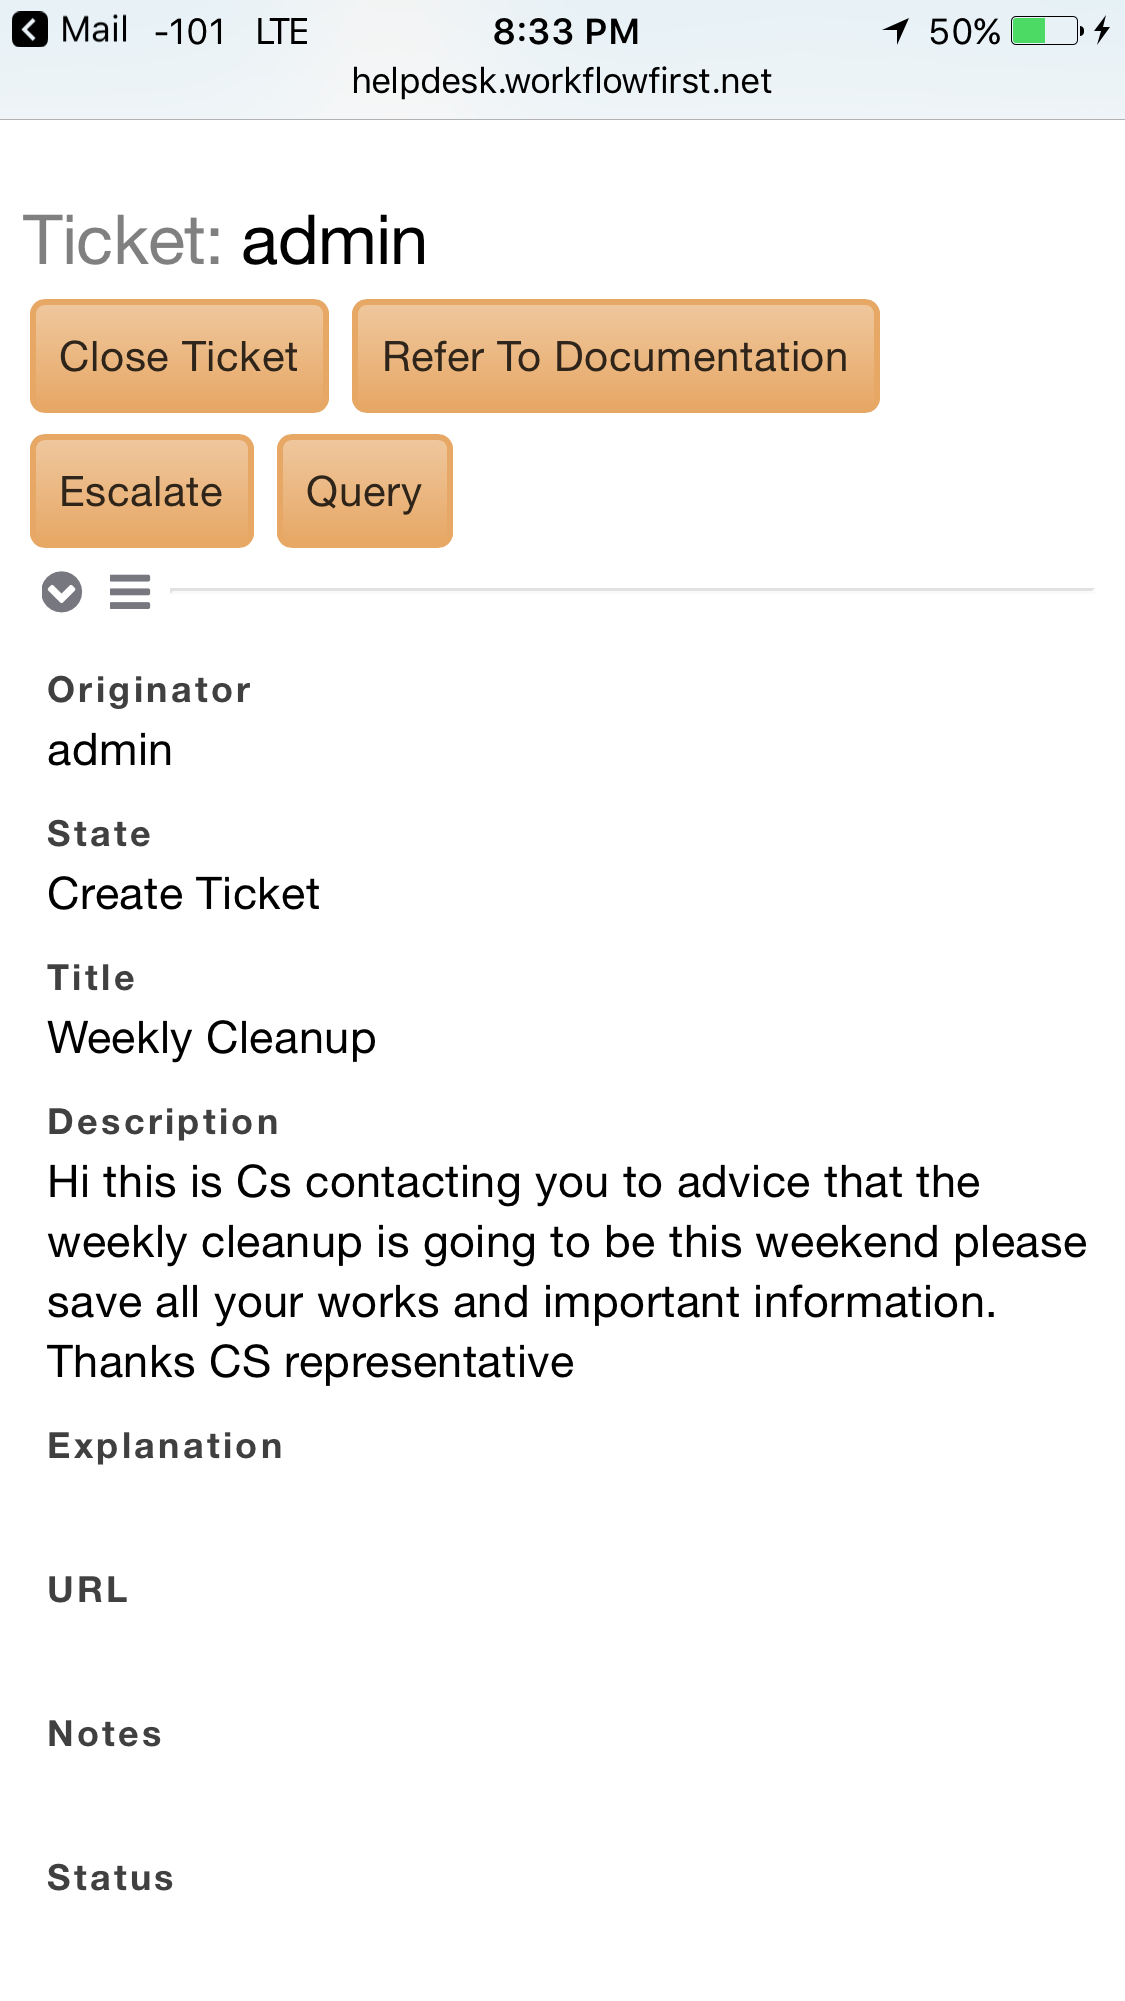 Mail -101 LTE 8:33 PM 50%
helpdesk.workflowfirst.net
Ticket: admin
Close Ticket Refer To Documentation
Escalate Query
Originator
admin
State
Create Ticket
Title
Weekly Cleanup
Description
Hi this is Cs contacting you to advice that the
weekly cleanup is going to be this weekend please
save all your works and important information.
Thanks CS representative
Explanation
URL
Notes
Status